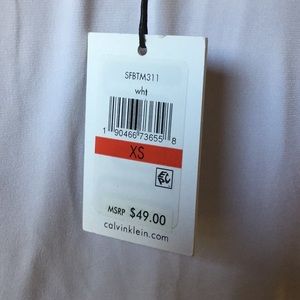 SFBTM311
wht
1 90466 73655 8
XS
MSRP $49.00
calvinklein.com